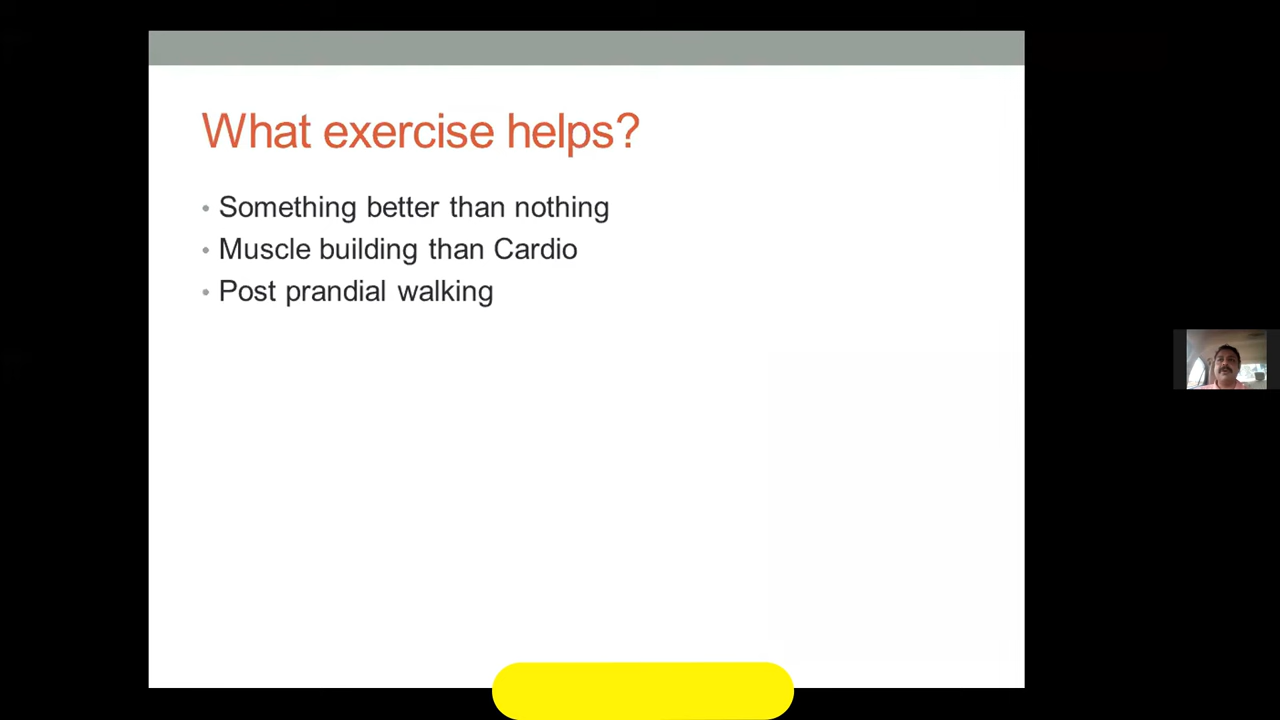 What exercise helps?
• Something better than nothing
• Muscle building than Cardio
• Post prandial walking